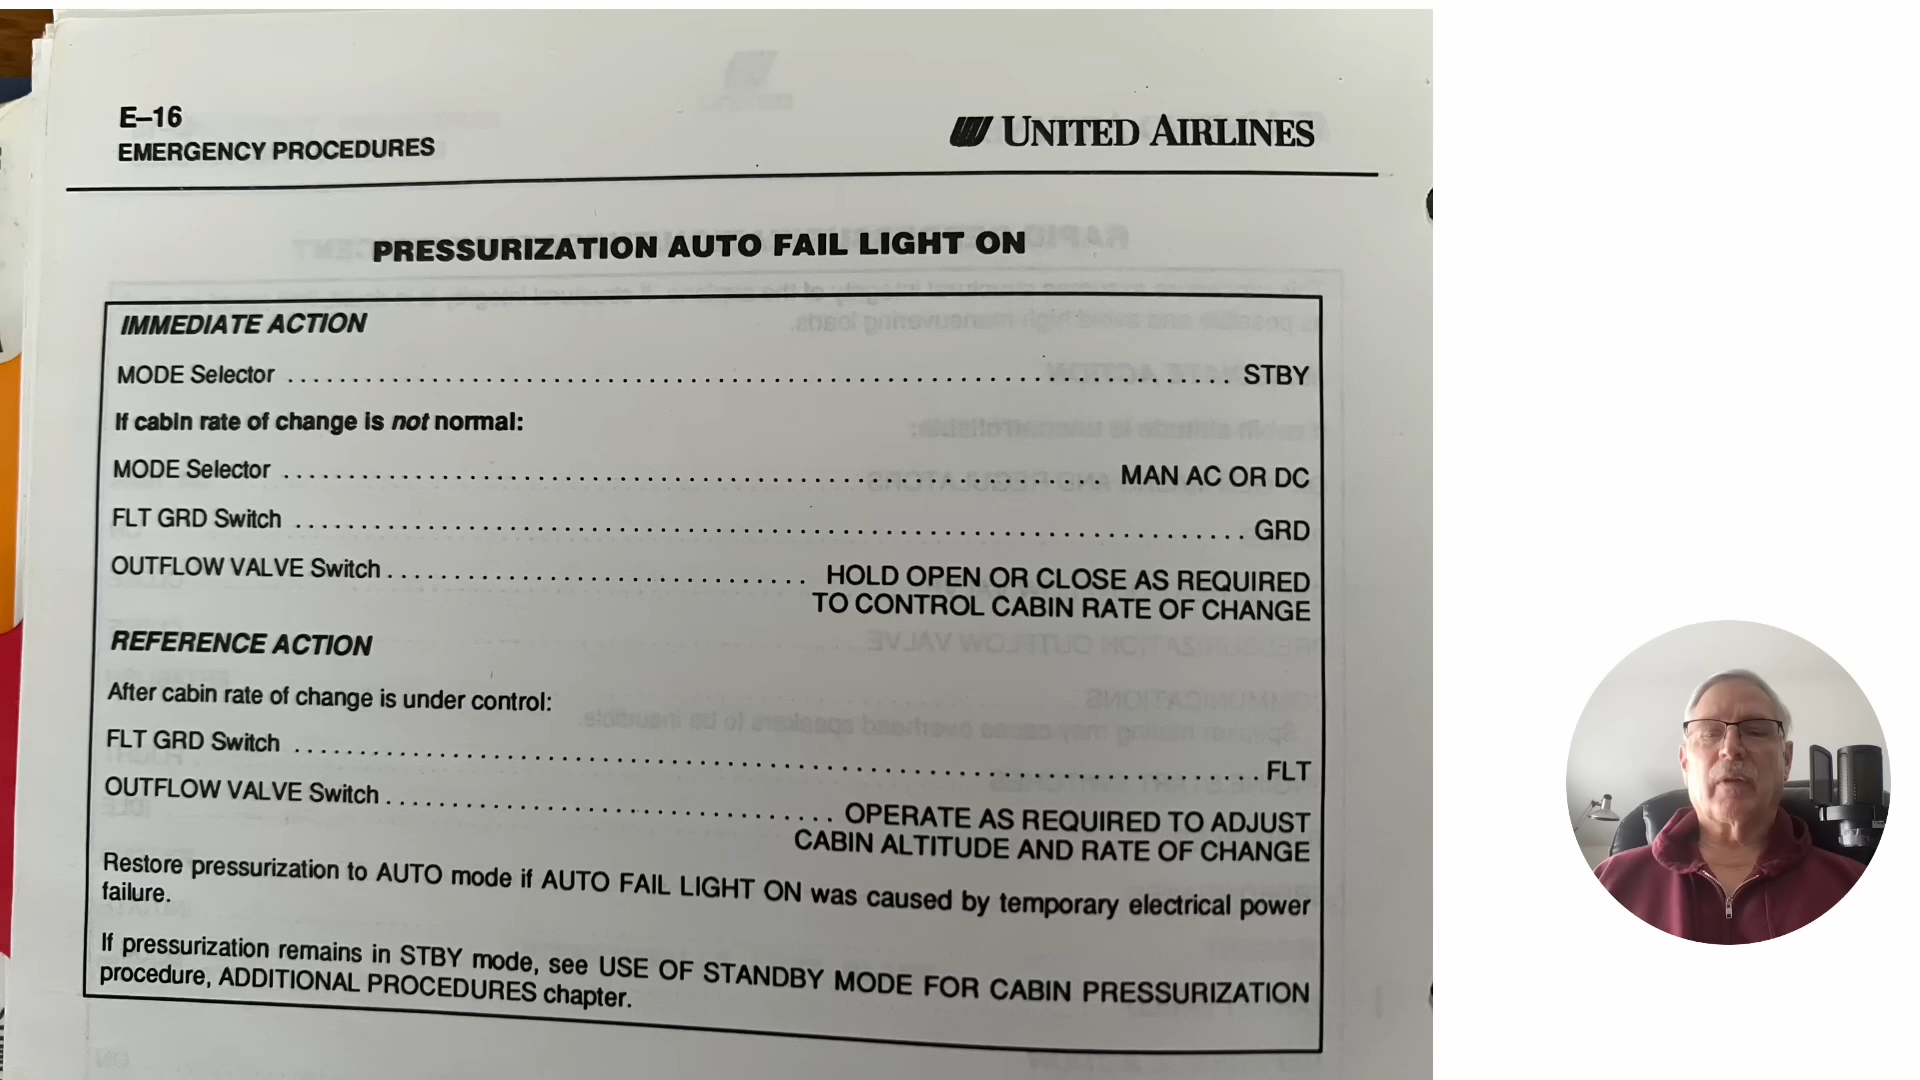 E–16
EMERGENCY PROCEDURES
UNITED AIRLINES
PRESSURIZATION AUTO FAIL LIGHT ON
IMMEDIATE ACTION
MODE Selector ........ STBY
If cabin rate of change is not normal:
MODE Selector ........ MAN AC OR DC
FLT GRD Switch ........ GRD
OUTFLOW VALVE Switch ........ HOLD OPEN OR CLOSE AS REQUIRED
TO CONTROL CABIN RATE OF CHANGE
REFERENCE ACTION
After cabin rate of change is under control:
FLT GRD Switch ........ FLT
OUTFLOW VALVE Switch ........ OPERATE AS REQUIRED TO ADJUST
CABIN ALTITUDE AND RATE OF CHANGE
Restore pressurization to AUTO mode if AUTO FAIL LIGHT ON was caused by temporary electrical power
failure.
If pressurization remains in STBY mode, see USE OF STANDBY MODE FOR CABIN PRESSURIZATION
procedure, ADDITIONAL PROCEDURES chapter.